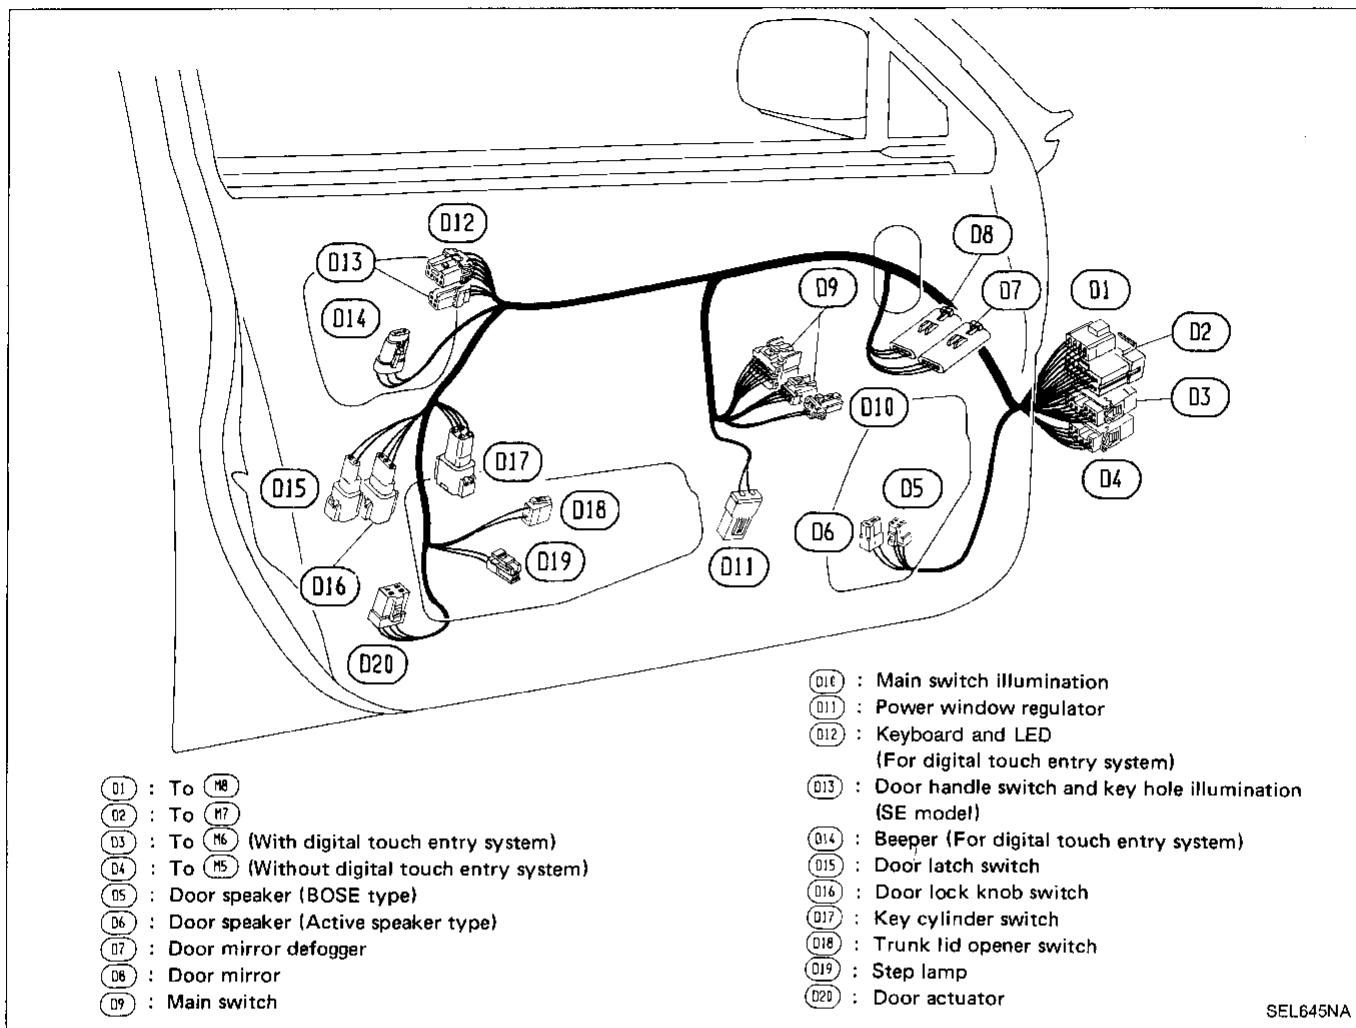 D12
D13
D14
D8
D7
D9
D1
D2
D3
D10
D4
D15
D17
D5
D18
D6
D16
D19
D11
D20
D1 : To M8
D2 : To M7
D3 : To M6 (With digital touch entry system)
D4 : To M5 (Without digital touch entry system)
D5 : Door speaker (BOSE type)
D6 : Door speaker (Active speaker type)
D7 : Door mirror defogger
D8 : Door mirror
D9 : Main switch
D10 : Main switch illumination
D11 : Power window regulator
D12 : Keyboard and LED
(For digital touch entry system)
D13 : Door handle switch and key hole illumination
(SE model)
D14 : Beeper (For digital touch entry system)
D15 : Door latch switch
D16 : Door lock knob switch
D17 : Key cylinder switch
D18 : Trunk lid opener switch
D19 : Step lamp
D20 : Door actuator
SEL645NA